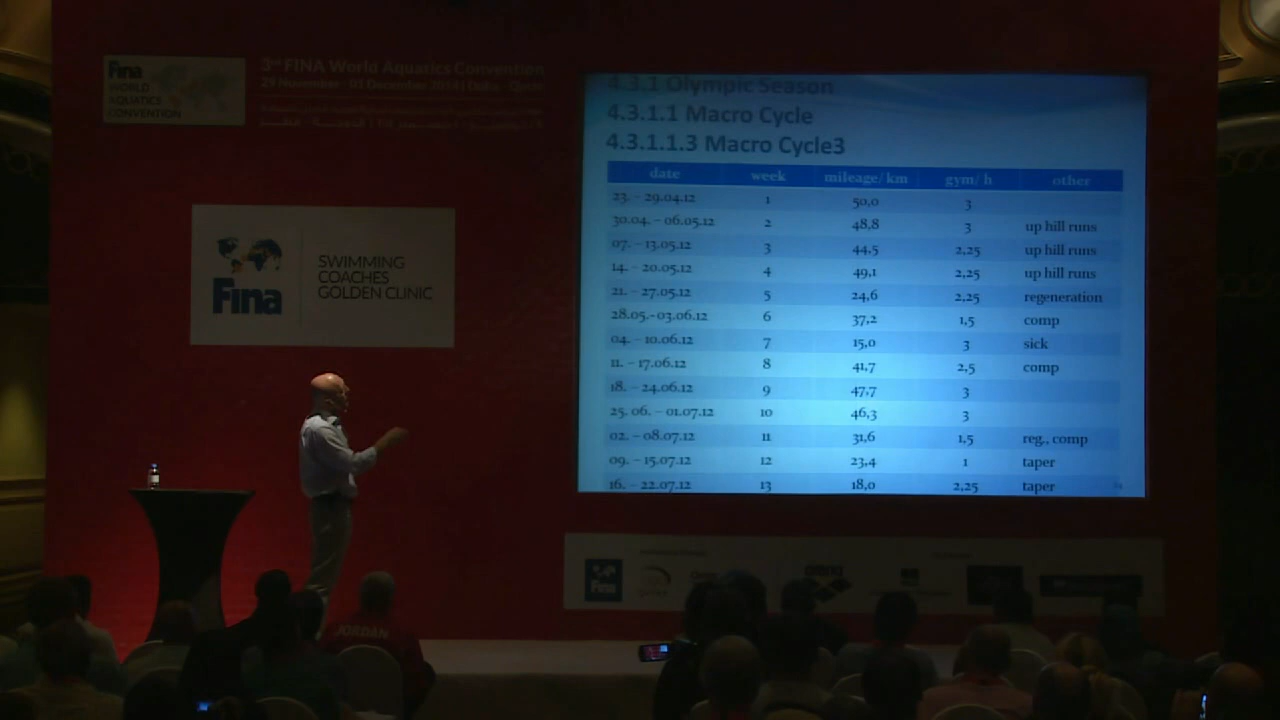 Fina
WORLD
AQUATICS
CONVENTION
3rd FINA World Aquatics Convention
29 November - 01 December 2014 | Doha
Fina
SWIMMING
COACHES
GOLDEN CLINIC
4.3.1 Olympic Season
4.3.1.1 Macro Cycle
4.3.1.1.3 Macro Cycle3
date week mileage/ km gym/ h other
23. – 29.04.12 1 50,0 3
30.04. – 06.05.12 2 48,8 3 up hill runs
07. – 13.05.12 3 44,5 2,25 up hill runs
14. – 20.05.12 4 49,1 2,25 up hill runs
21. – 27.05.12 5 24,6 2,25 regeneration
28.05.-03.06.12 6 37,2 1,5 comp
04. – 10.06.12 7 15,0 3 sick
11. – 17.06.12 8 41,7 2,5 comp
18. – 24.06.12 9 47,7 3
25. 06. – 01.07.12 10 46,3 3
02. – 08.07.12 11 31,6 1,5 reg., comp
09. – 15.07.12 12 23,4 1 taper
16. – 22.07.12 13 18,0 2,25 taper
Fina
JORDAN